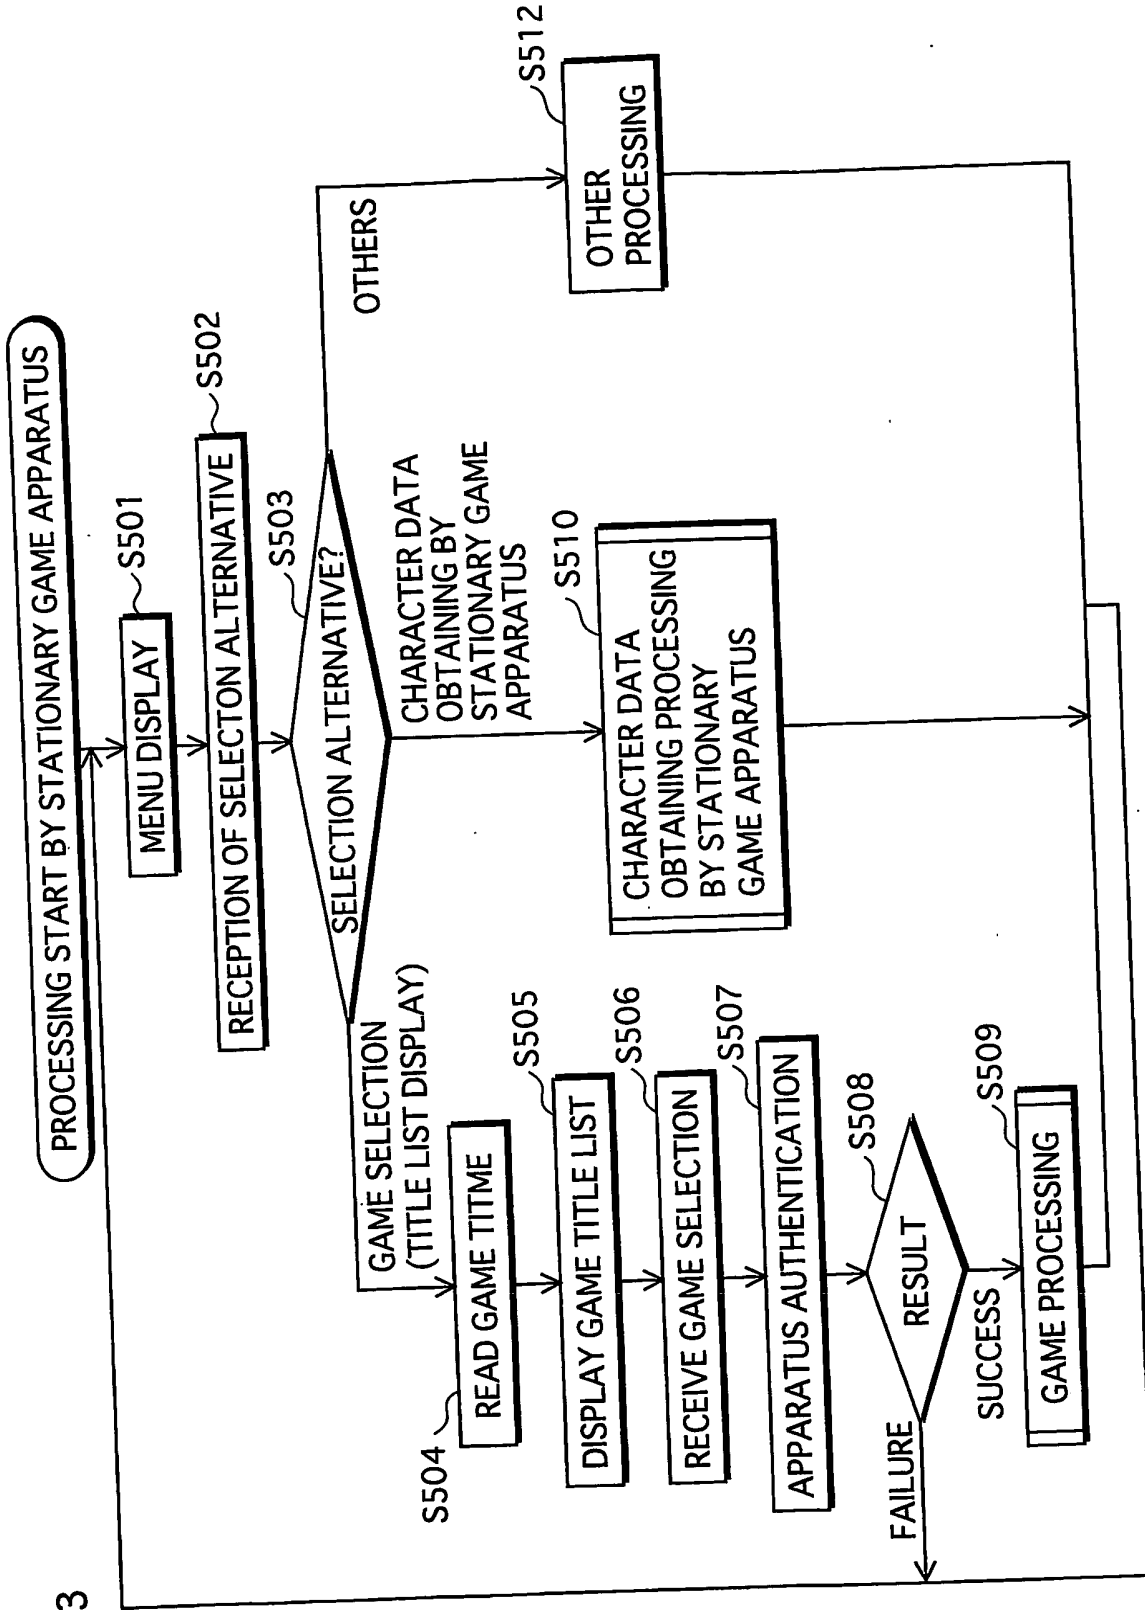 3
PROCESSING START BY STATIONARY GAME APPARATUS
MENU DISPLAY
S501
RECEPTION OF SELECTON ALTERNATIVE
S502
SELECTION ALTERNATIVE?
S503
GAME SELECTION
(TITLE LIST DISPLAY)
CHARACTER DATA
OBTAINING BY
STATIONARY GAME
APPARATUS
OTHERS
S504
READ GAME TITME
DISPLAY GAME TITLE LIST
S505
RECEIVE GAME SELECTION
S506
APPARATUS AUTHENTICATION
S507
RESULT
S508
FAILURE
SUCCESS
GAME PROCESSING
S509
S510
CHARACTER DATA
OBTAINING PROCESSING
BY STATIONARY
GAME APPARATUS
S512
OTHER
PROCESSING